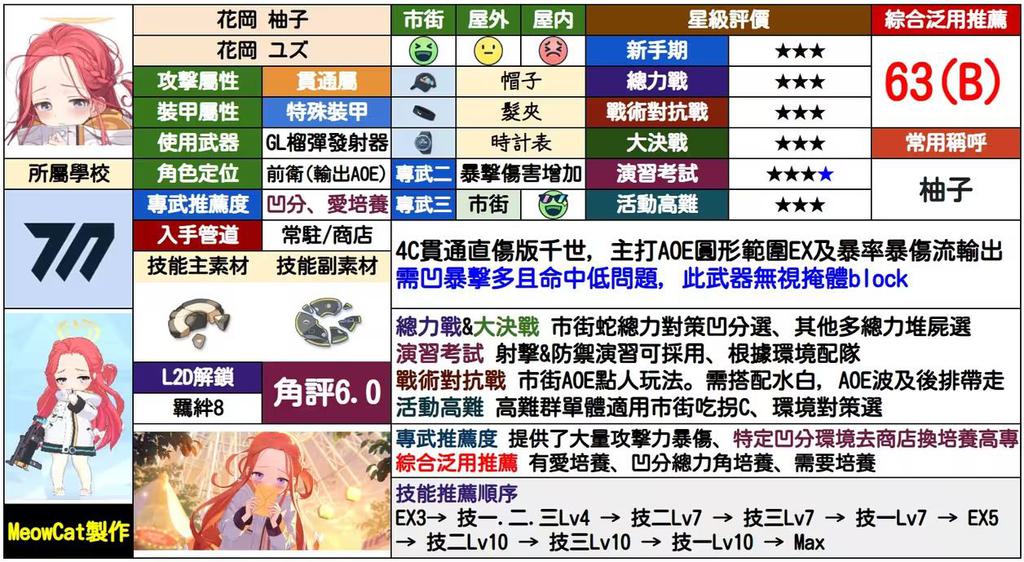 花岡 柚子
市街
屋外
屋內
星級評價
綜合泛用推薦
花岡 ユズ
新手期
★★★
63(B)
攻擊屬性
貫通屬
帽子
總力戰
★★★
裝甲屬性
特殊裝甲
髮夾
戰術對抗戰
★★★
使用武器
GL榴彈發射器
時計表
大決戰
★★★
常用稱呼
所屬學校
角色定位
前衛(輸出AOE)
專武二
暴擊傷害增加
演習考試
★★★★
柚子
專武推薦度
凹分、愛培養
專武三
市街
活動高難
★★★
入手管道
常駐/商店
4C貫通直傷版千世, 主打AOE圓形範圍EX及暴率暴傷流輸出
需凹暴擊多且命中低問題, 此武器無視掩體block
技能主素材
技能副素材
總力戰&大決戰 市街蛇總力對策凹分選、其他多總力堆屍選
演習考試 射擊&防禦演習可採用、根據環境配隊
戰術對抗戰 市街AOE點人玩法。需搭配水白, AOE波及後排帶走
活動高難 高難群單體適用市街吃拐C、環境對策選
L2D解鎖
羈絆8
角評6.0
專武推薦度 提供了大量攻擊力暴傷、特定凹分環境去商店換培養高專
綜合泛用推薦 有愛培養、凹分總力角培養、需要培養
技能推薦順序
EX3→ 技一.二.三Lv4 → 技二Lv7 → 技三Lv7 → 技一Lv7 → EX5
→ 技二Lv10 → 技三Lv10 → 技一Lv10 → Max
MeowCat製作